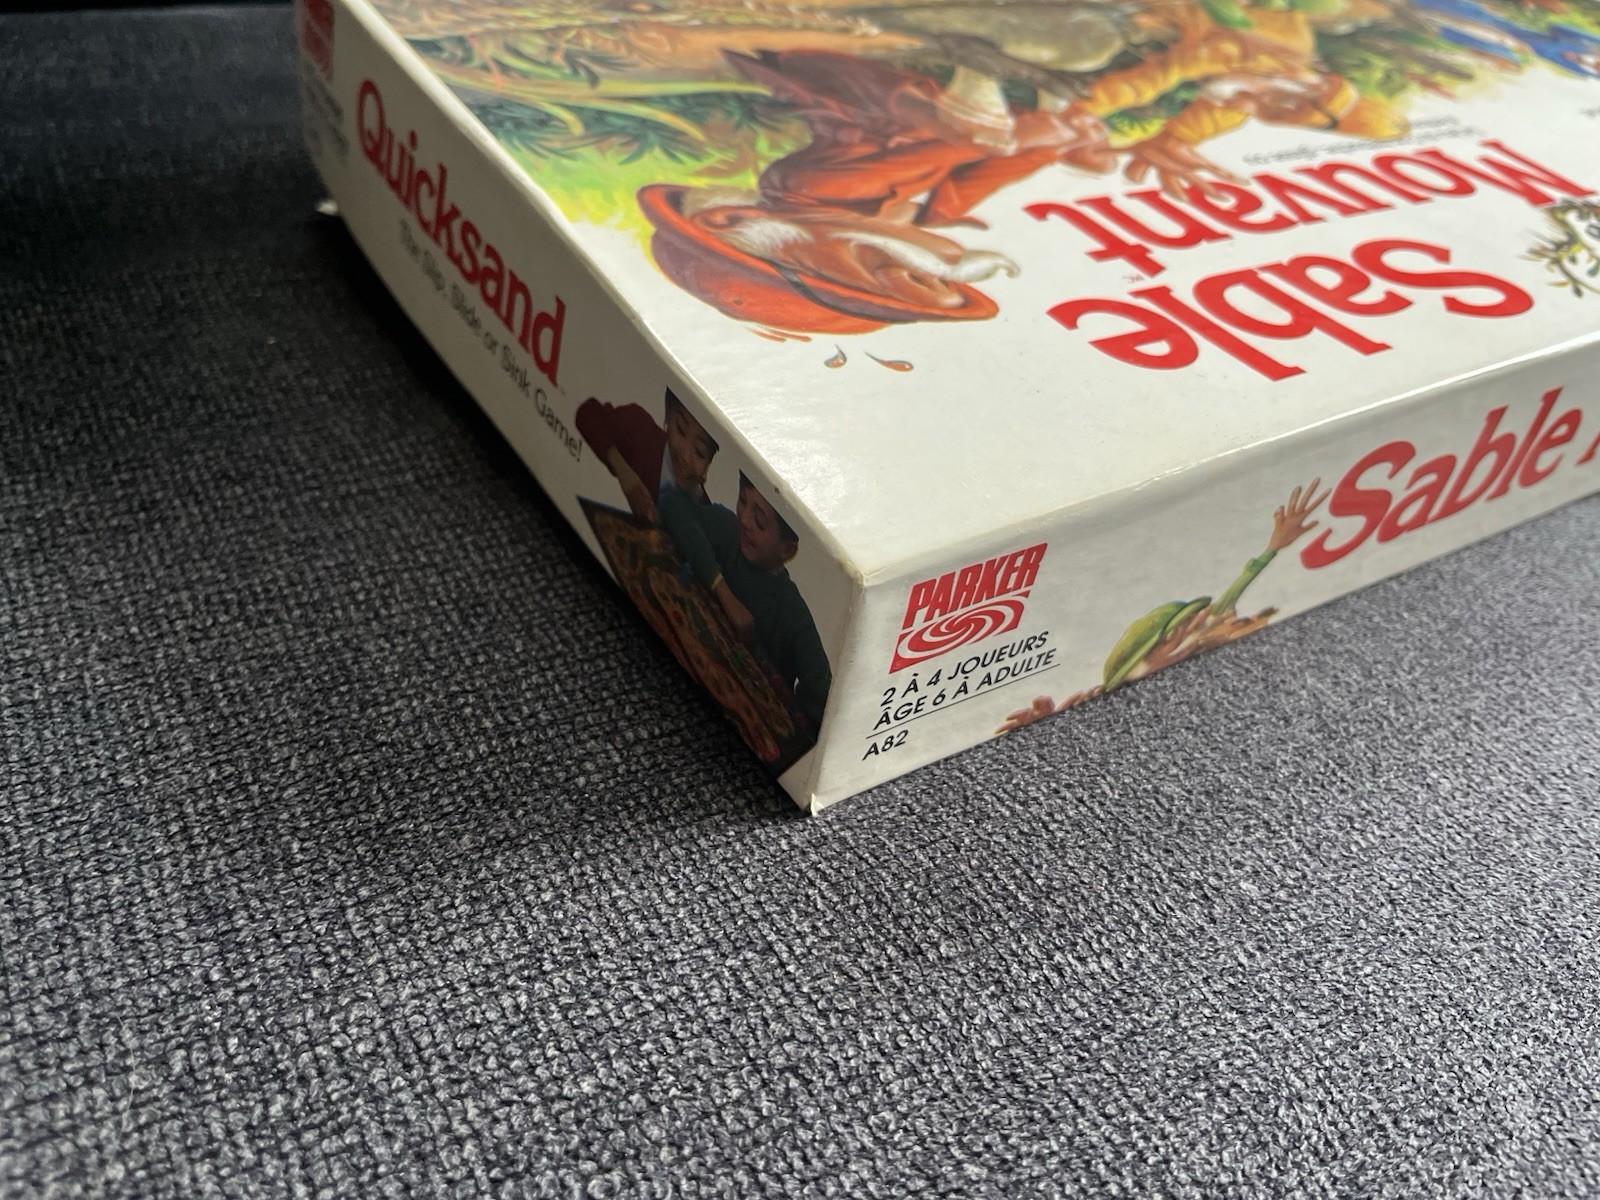 Quicksand
The Slip, Slide or Sink Game!
Sable
Mouvant
PARKER
2 À 4 JOUEURS
ÂGE 6 À ADULTE
A82
Sable